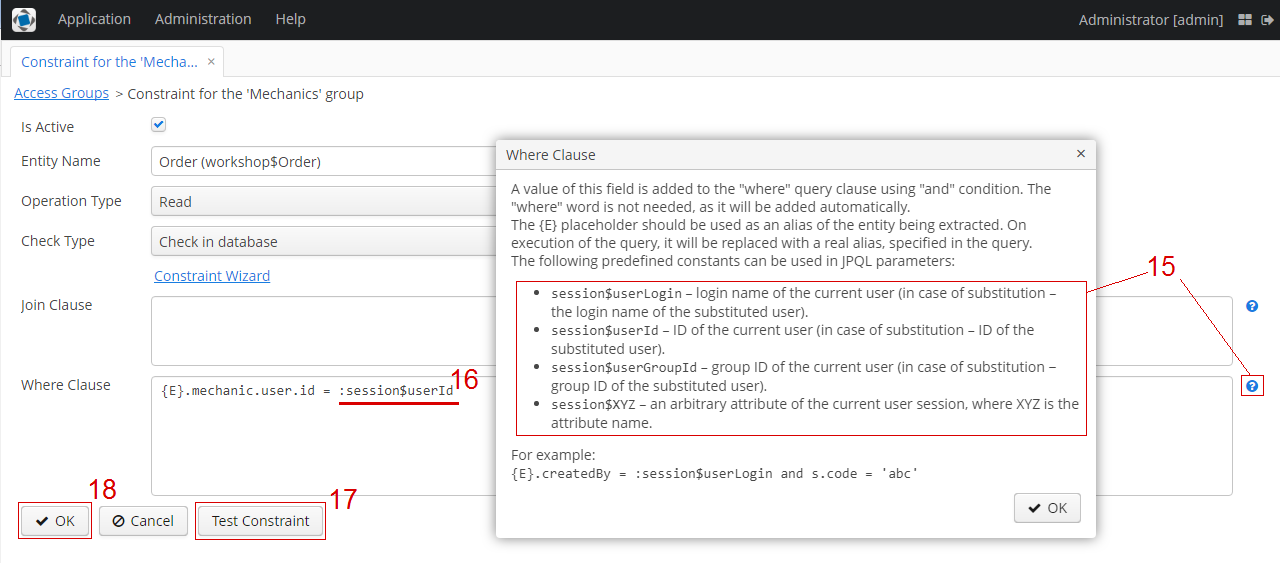 Application Administration Help Administrator [admin]
Constraint for the 'Mecha... ×
Access Groups > Constraint for the 'Mechanics' group
Is Active
Entity Name Order (workshop$Order)
Operation Type Read
Check Type Check in database
Constraint Wizard
Join Clause
Where Clause {E}.mechanic.user.id = :session$userId 16
18
OK Cancel Test Constraint 17
Where Clause ×
A value of this field is added to the "where" query clause using "and" condition. The
"where" word is not needed, as it will be added automatically.
The {E} placeholder should be used as an alias of the entity being extracted. On
execution of the query, it will be replaced with a real alias, specified in the query.
The following predefined constants can be used in JPQL parameters:
15
• session$userLogin – login name of the current user (in case of substitution –
the login name of the substituted user).
• session$userId – ID of the current user (in case of substitution – ID of the
substituted user).
• session$userGroupId – group ID of the current user (in case of substitution –
group ID of the substituted user).
• session$XYZ – an arbitrary attribute of the current user session, where XYZ is the
attribute name.
For example:
{E}.createdBy = :session$userLogin and s.code = 'abc'
OK
?
?